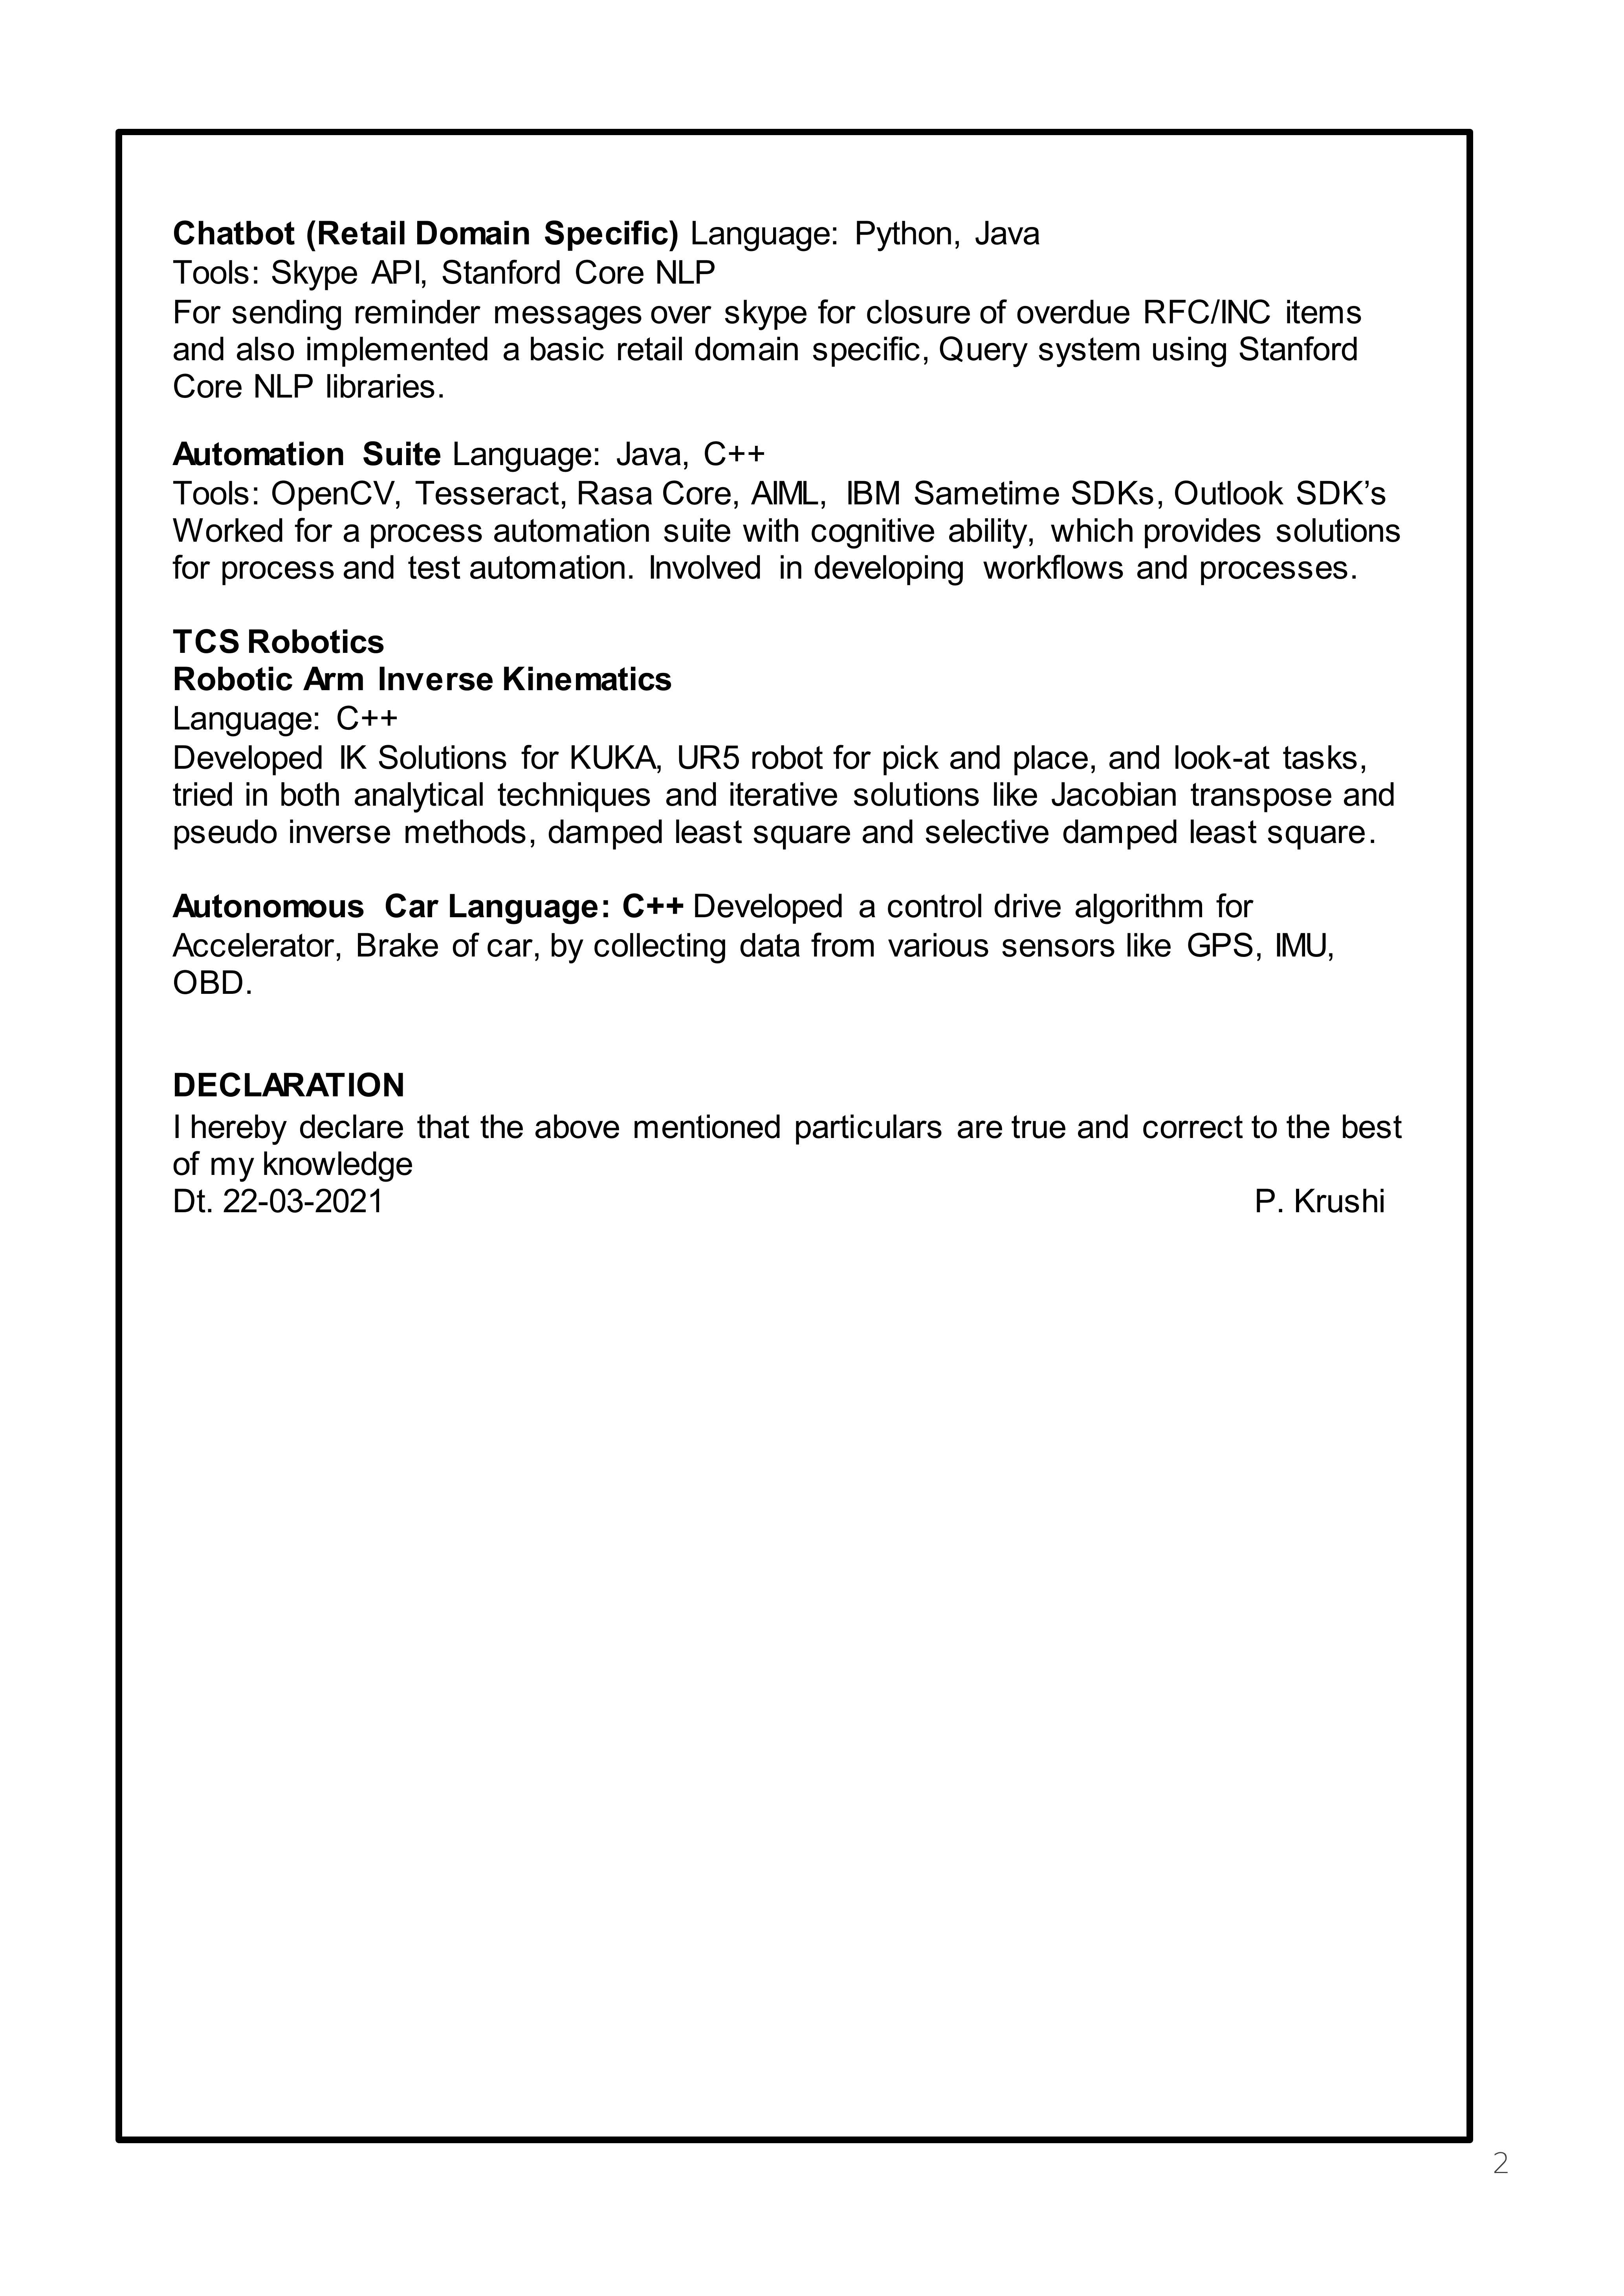 Chatbot (Retail Domain Specific) Language: Python, Java
Tools: Skype API, Stanford Core NLP
For sending reminder messages over skype for closure of overdue RFC/INC items
and also implemented a basic retail domain specific, Query system using Stanford
Core NLP libraries.
Automation Suite Language: Java, C++
Tools: OpenCV, Tesseract, Rasa Core, AIML, IBM Sametime SDKs, Outlook SDK’s
Worked for a process automation suite with cognitive ability, which provides solutions
for process and test automation. Involved in developing workflows and processes.
TCS Robotics
Robotic Arm Inverse Kinematics
Language: C++
Developed IK Solutions for KUKA, UR5 robot for pick and place, and look-at tasks,
tried in both analytical techniques and iterative solutions like Jacobian transpose and
pseudo inverse methods, damped least square and selective damped least square.
Autonomous Car Language: C++ Developed a control drive algorithm for
Accelerator, Brake of car, by collecting data from various sensors like GPS, IMU,
OBD.
DECLARATION
I hereby declare that the above mentioned particulars are true and correct to the best
of my knowledge
Dt. 22-03-2021 P. Krushi
2